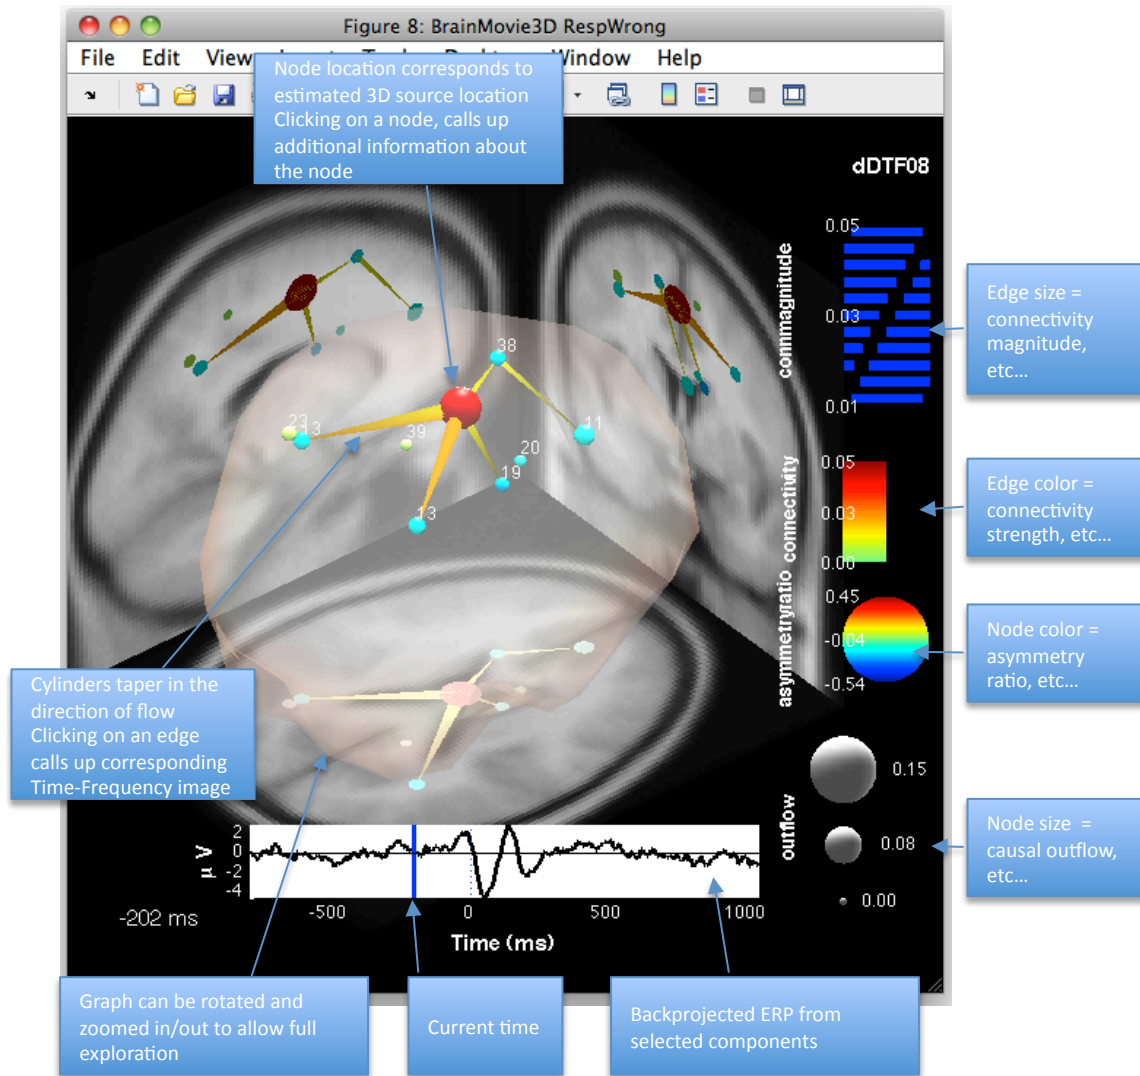 Figure 8: BrainMovie3D RespWrong
File Edit View Window Help
Node location corresponds to
estimated 3D source location
Clicking on a node, calls up
additional information about
the node
dDTF08
connmagnitude
0.05
0.03
0.01
Edge size =
connectivity
magnitude,
etc...
connectivity
0.05
0.03
0.00
Edge color =
connectivity
strength, etc...
asymmetryratio
0.45
-0.04
-0.54
Node color =
asymmetry
ratio, etc...
outflow
0.15
0.08
0.00
Node size =
causal outflow,
etc...
38
11
23
13
39
20
19
13
Cylinders taper in the
direction of flow
Clicking on an edge
calls up corresponding
Time-Frequency image
µ V
2
0
-2
-4
-202 ms
-500 0 500 1000
Time (ms)
Graph can be rotated and
zoomed in/out to allow full
exploration
Current time
Backprojected ERP from
selected components